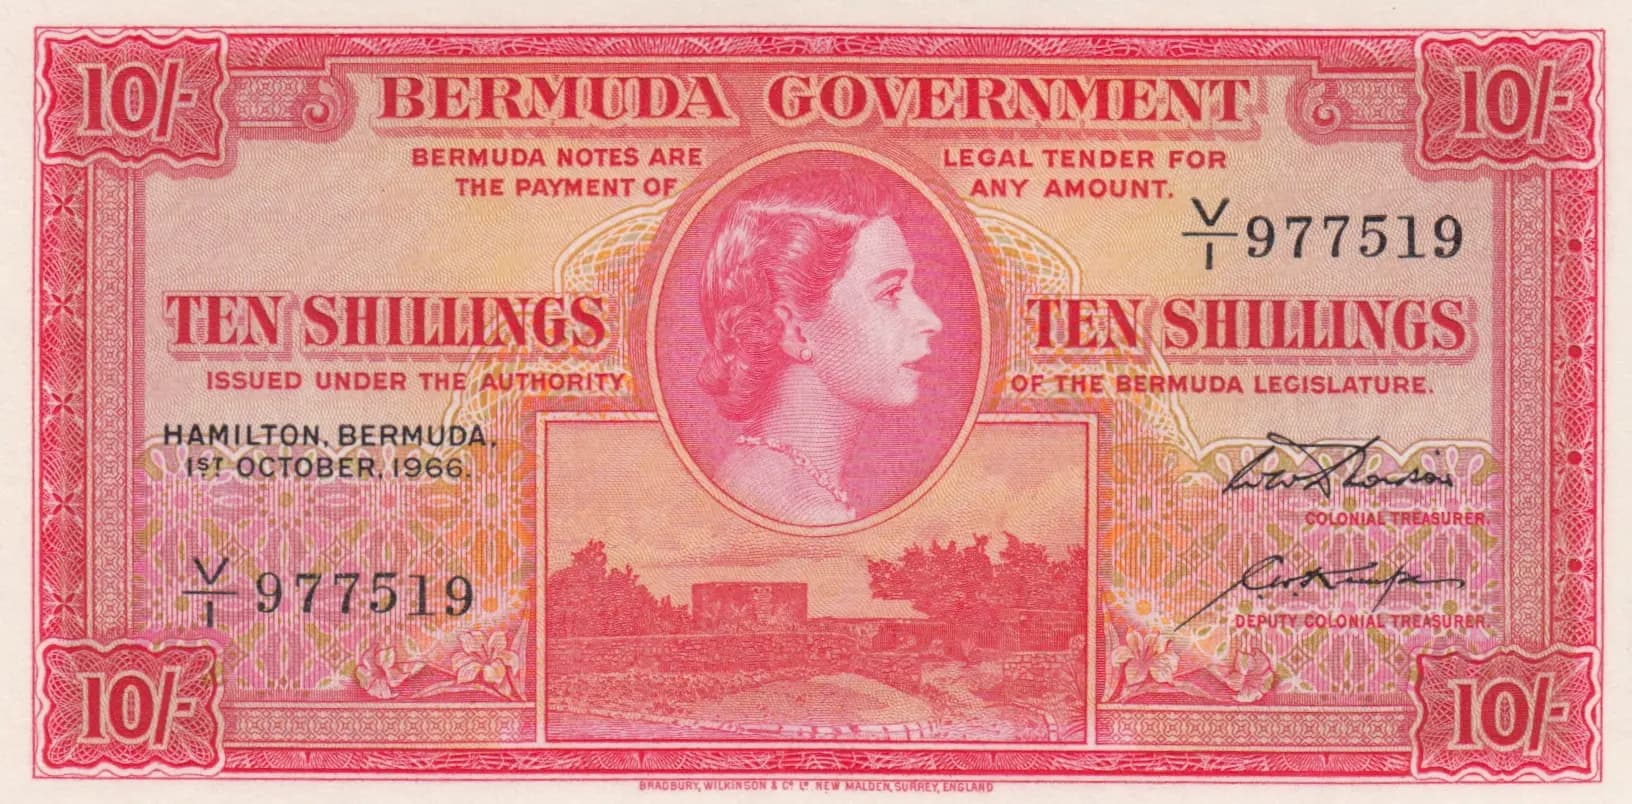 10/- 10/-
BERMUDA GOVERNMENT
BERMUDA NOTES ARE LEGAL TENDER FOR
THE PAYMENT OF ANY AMOUNT.
V/1 977519
TEN SHILLINGS TEN SHILLINGS
ISSUED UNDER THE AUTHORITY OF THE BERMUDA LEGISLATURE.
HAMILTON, BERMUDA,
1ST OCTOBER, 1966.
COLONIAL TREASURER.
V/1 977519
DEPUTY COLONIAL TREASURER.
10/- 10/-
BRADBURY, WILKINSON & Co. Ld. NEW MALDEN, SURREY, ENGLAND